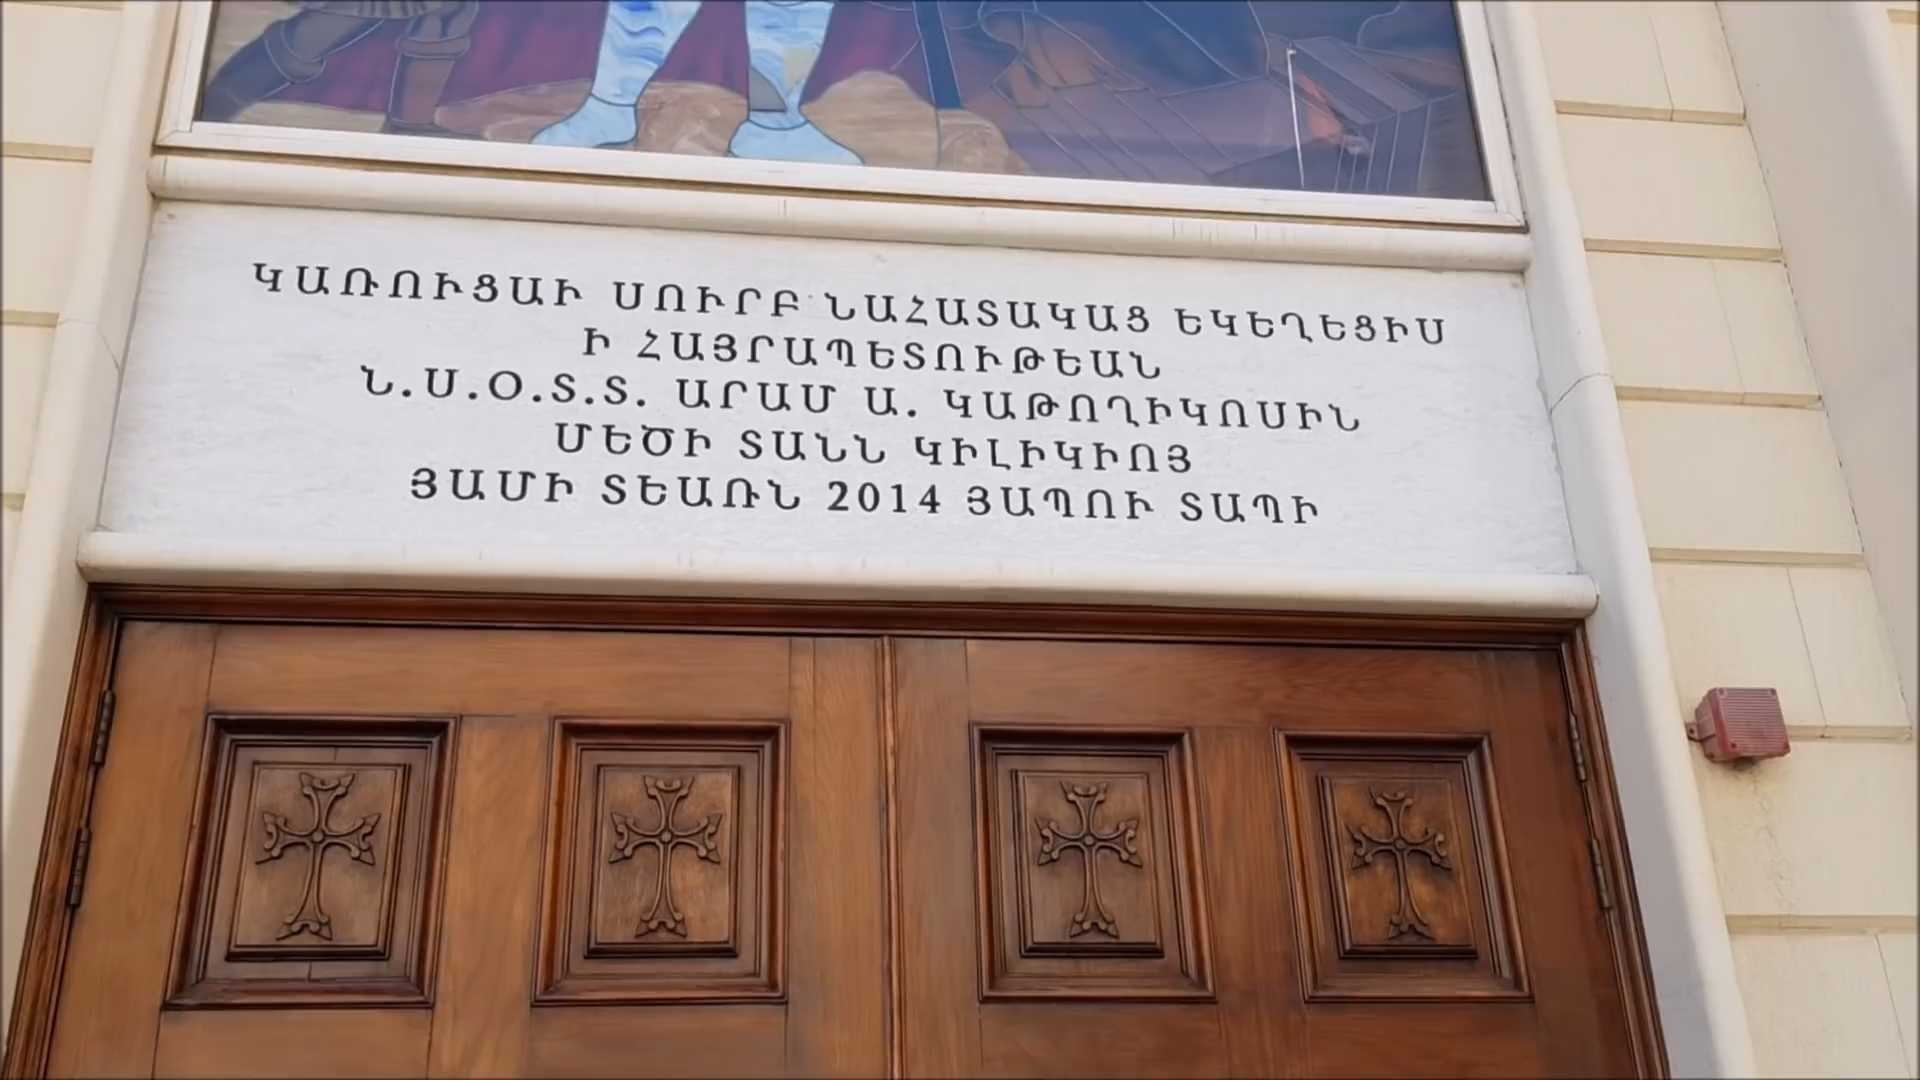 ԿԱՌՈՒՑԱՒ ՍՈՒՐԲ ՆԱՀԱՏԱԿԱՑ ԵԿԵՂԵՑԻՍ
Ի ՀԱՅՐԱՊԵՏՈՒԹԵԱՆ
Ն.Ս.Օ.Տ.Տ. ԱՐԱՄ Ա. ԿԱԹՈՂԻԿՈՍԻՆ
ՄԵԾԻ ՏԱՆՆ ԿԻԼԻԿԻՈՅ
ՅԱՄԻ ՏԵԱՌՆ 2014 ՅԱՊՈՒ ՏԱՊԻ